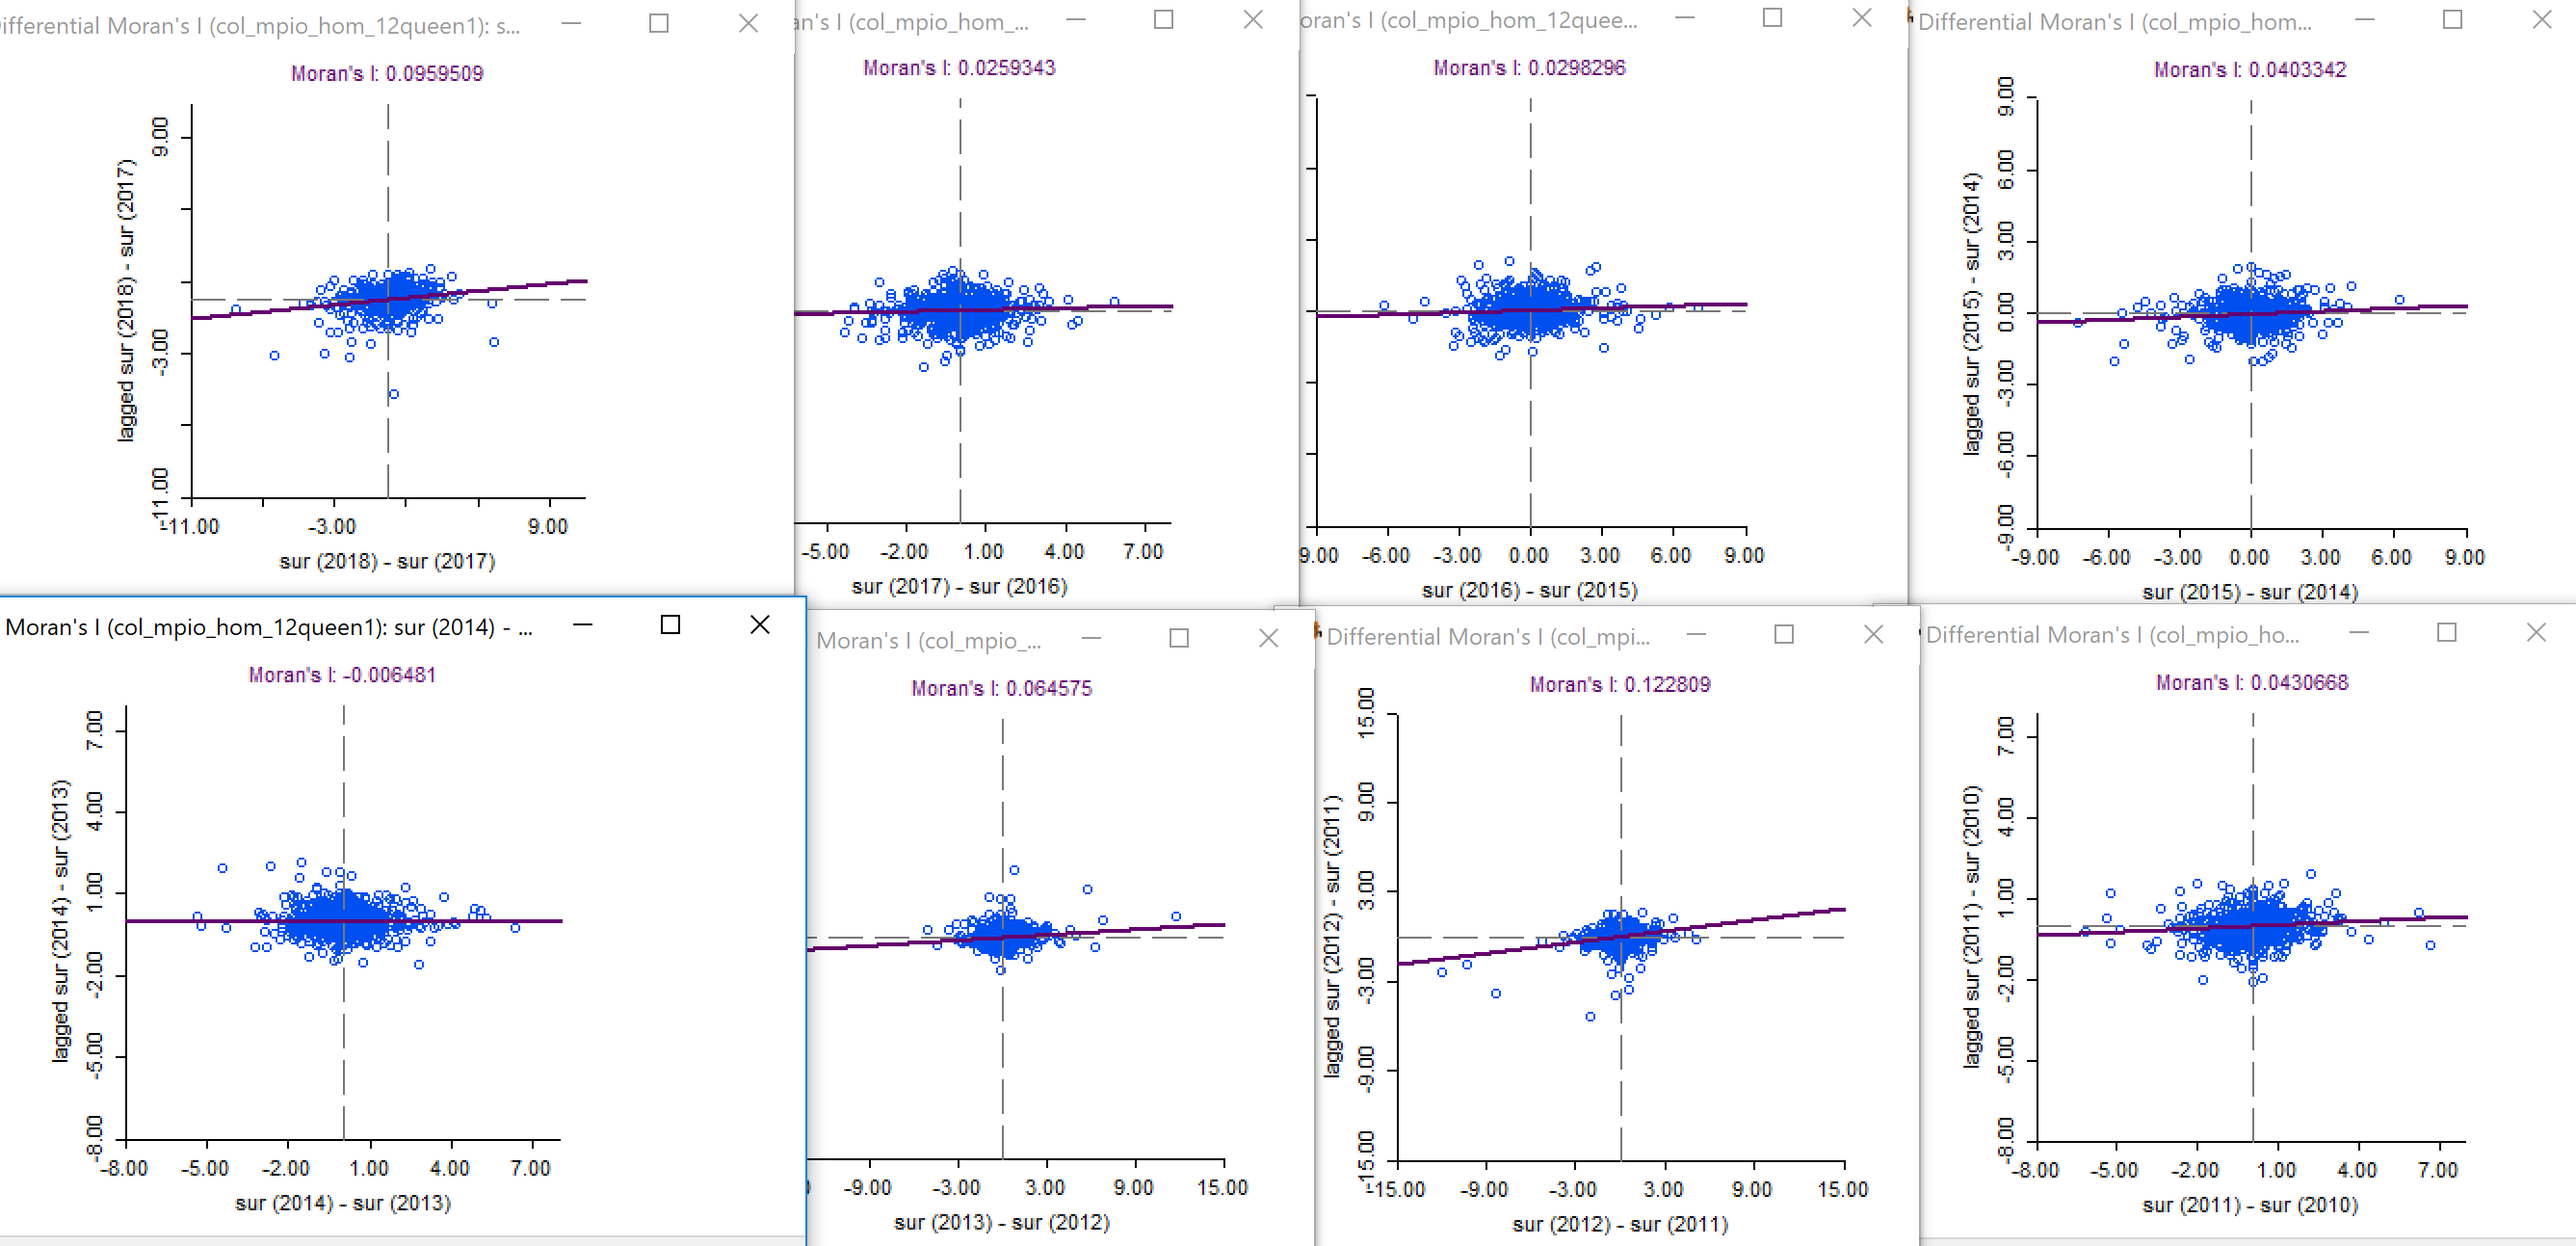 ifferential Moran's I (col_mpio_hom_12queen1): s...
Moran's I: 0.0959509
lagged sur (2018) - sur (2017)
9.00
-3.00
-11.00
-11.00 -3.00 9.00
sur (2018) - sur (2017)
an's I (col_mpio_hom_...
Moran's I: 0.0259343
-5.00 -2.00 1.00 4.00 7.00
sur (2017) - sur (2016)
oran's I (col_mpio_hom_12quee...
Moran's I: 0.0298296
9.00 -6.00 -3.00 0.00 3.00 6.00 9.00
sur (2016) - sur (2015)
Differential Moran's I (col_mpio_hom...
Moran's I: 0.0403342
lagged sur (2015) - sur (2014)
9.00
6.00
3.00
0.00
-3.00
-6.00
-9.00
-9.00 -6.00 -3.00 0.00 3.00 6.00 9.00
sur (2015) - sur (2014)
Moran's I (col_mpio_hom_12queen1): sur (2014) - ...
Moran's I: -0.006481
lagged sur (2014) - sur (2013)
7.00
4.00
1.00
-2.00
-5.00
-8.00
-8.00 -5.00 -2.00 1.00 4.00 7.00
sur (2014) - sur (2013)
Moran's I (col_mpio_...
Moran's I: 0.064575
-9.00 -3.00 3.00 9.00 15.00
sur (2013) - sur (2012)
Differential Moran's I (col_mpi...
Moran's I: 0.122809
lagged sur (2012) - sur (2011)
15.00
9.00
3.00
-3.00
-9.00
-15.00
-15.00 -9.00 -3.00 3.00 9.00 15.00
sur (2012) - sur (2011)
Differential Moran's I (col_mpio_ho...
Moran's I: 0.0430668
lagged sur (2011) - sur (2010)
7.00
4.00
1.00
-2.00
-5.00
-8.00
-8.00 -5.00 -2.00 1.00 4.00 7.00
sur (2011) - sur (2010)